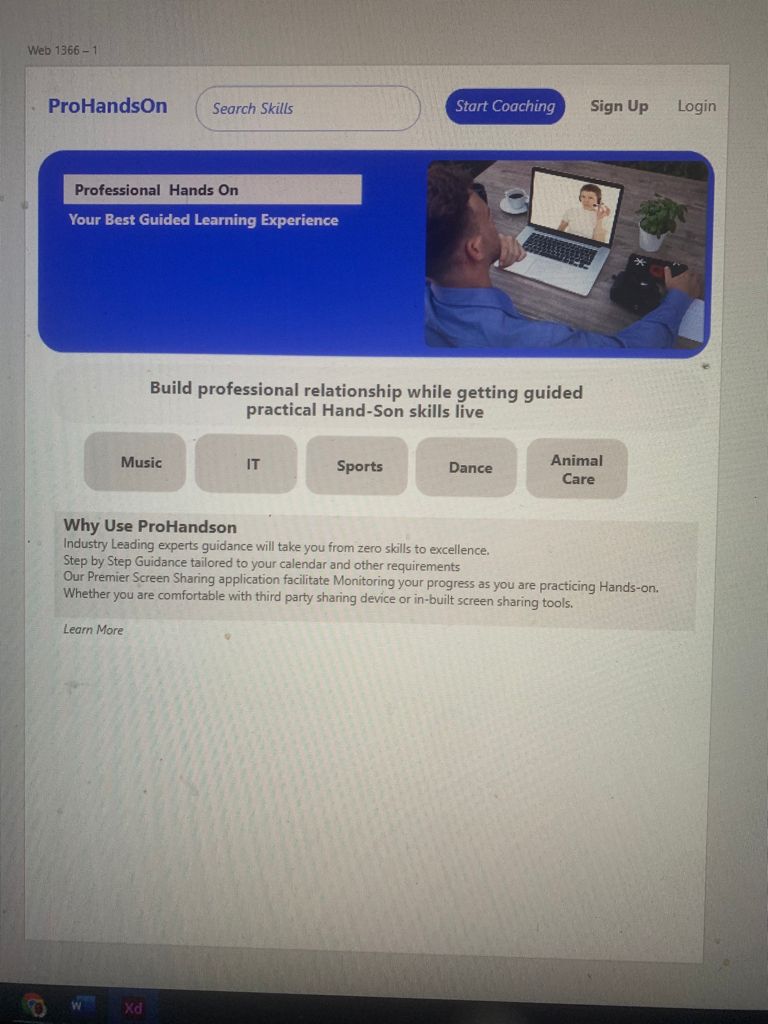 Web 1366 – 1
ProHandsOn
Search Skills
Start Coaching
Sign Up
Login
Professional Hands On
Your Best Guided Learning Experience
Build professional relationship while getting guided
practical Hand-Son skills live
Music
IT
Sports
Dance
Animal
Care
Why Use ProHandson
Industry Leading experts guidance will take you from zero skills to excellence.
Step by Step Guidance tailored to your calendar and other requirements
Our Premier Screen Sharing application facilitate Monitoring your progress as you are practicing Hands-on.
Whether you are comfortable with third party sharing device or in-built screen sharing tools.
Learn More
W
Xd